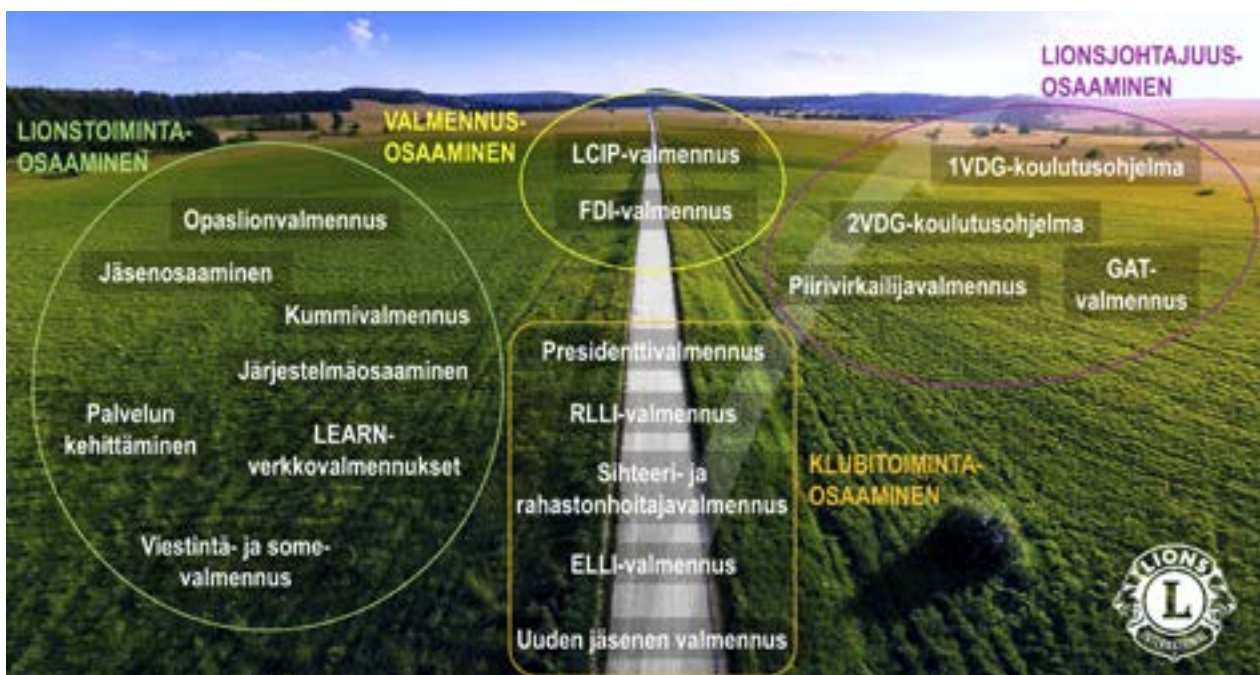 LIONSTOIMINTA-
OSAAMINEN
Opaslionvalmennus
Jäsenosaaminen
Kummivalmennus
Järjestelmäosaaminen
Palvelun
kehittäminen
LEARN-
verkkovalmennukset
Viestintä- ja some-
valmennus
VALMENNUS-
OSAAMINEN
LCIP-valmennus
FDI-valmennus
LIONSJOHTAJUUS-
OSAAMINEN
1VDG-koulutusohjelma
2VDG-koulutusohjelma
Piirivirkailijavalmennus
GAT-
valmennus
KLUBITOIMINTA-
OSAAMINEN
Presidenttivalmennus
RLLI-valmennus
Sihteeri- ja
rahastonhoitajavalmennus
ELLI-valmennus
Uuden jäsenen valmennus
LIONS
L
INTERNATIONAL